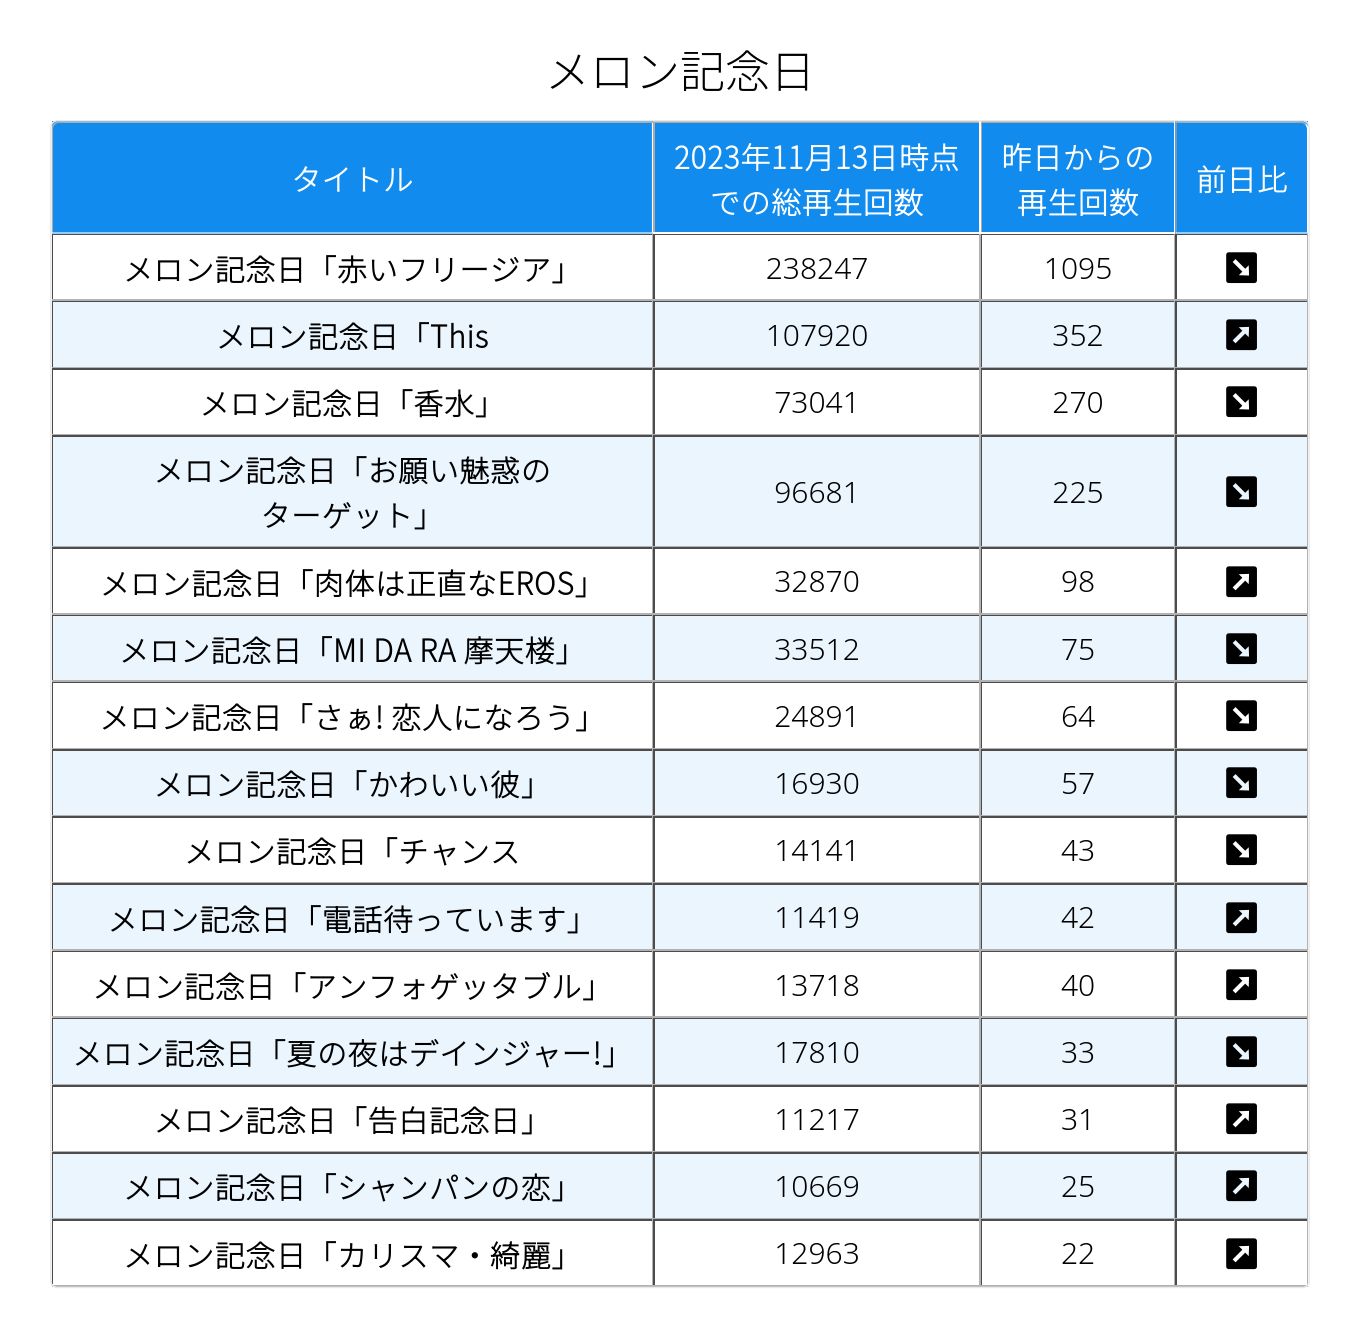 メロン記念日
タイトル
2023年11月13日時点
での総再生回数
昨日からの
再生回数
前日比
メロン記念日「赤いフリージア」 238247 1095
メロン記念日「This 107920 352
メロン記念日「香水」 73041 270
メロン記念日「お願い魅惑の
ターゲット」 96681 225
メロン記念日「肉体は正直なEROS」 32870 98
メロン記念日「MI DA RA 摩天楼」 33512 75
メロン記念日「さぁ! 恋人になろう」 24891 64
メロン記念日「かわいい彼」 16930 57
メロン記念日「チャンス 14141 43
メロン記念日「電話待っています」 11419 42
メロン記念日「アンフォゲッタブル」 13718 40
メロン記念日「夏の夜はデインジャー!」 17810 33
メロン記念日「告白記念日」 11217 31
メロン記念日「シャンパンの恋」 10669 25
メロン記念日「カリスマ・綺麗」 12963 22